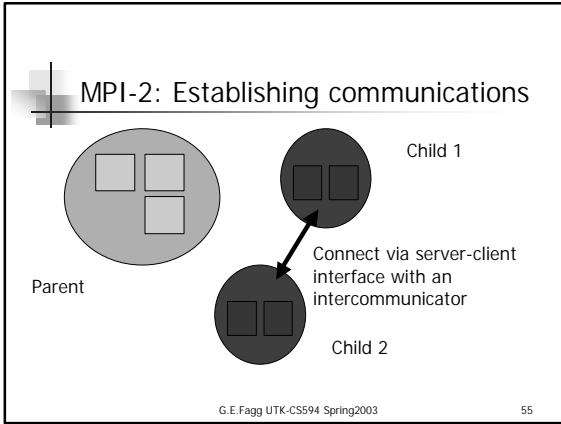 MPI-2: Establishing communications
Child 1
Connect via server-client
interface with an
intercommunicator
Parent
Child 2
G.E.Fagg UTK-CS594 Spring2003
55